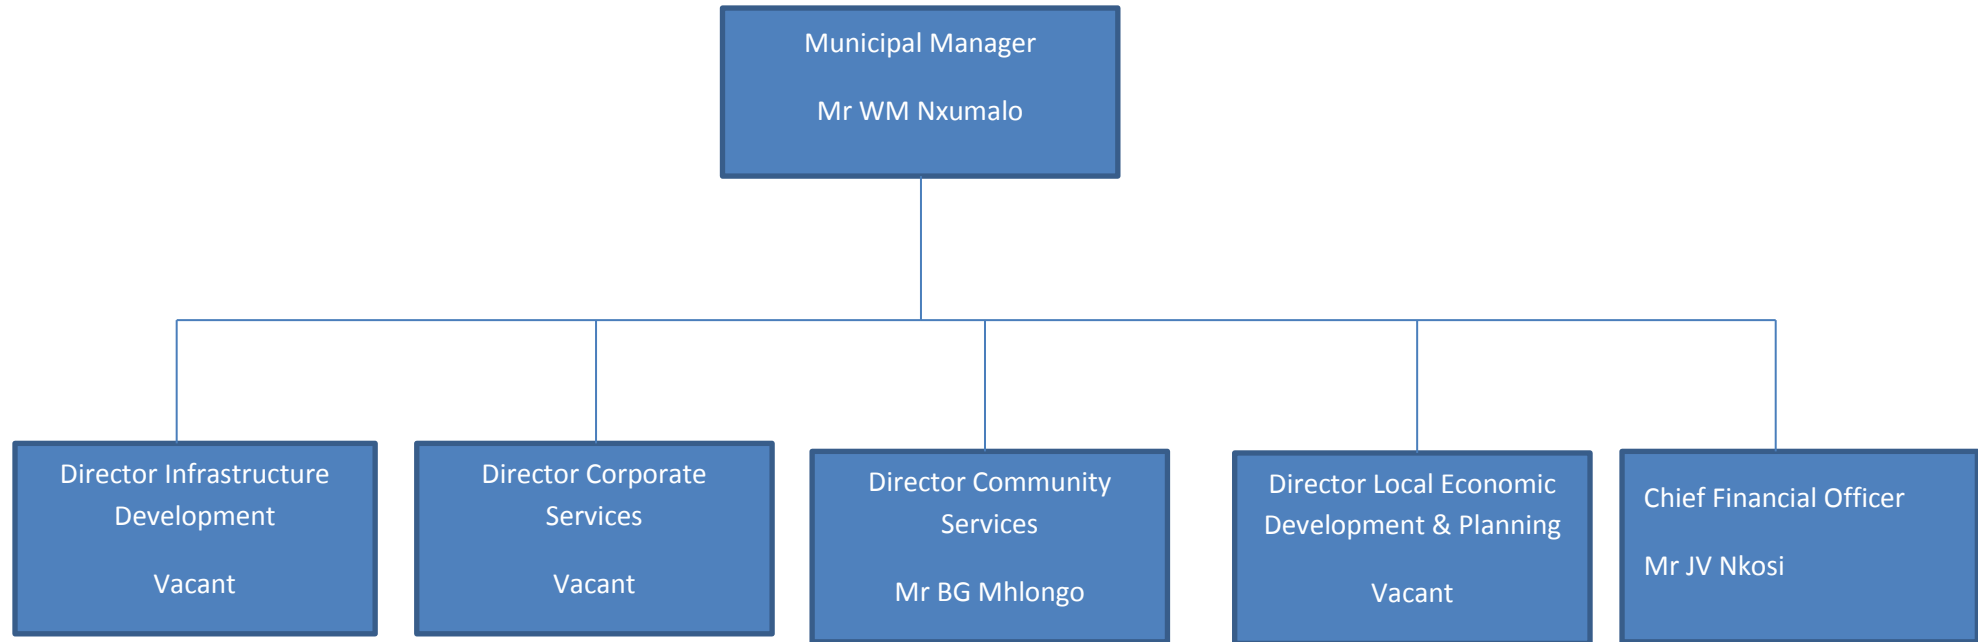 Municipal Manager
Mr WM Nxumalo
Director Infrastructure
Development
Vacant
Director Corporate
Services
Vacant
Director Community
Services
Mr BG Mhlongo
Director Local Economic
Development & Planning
Vacant
Chief Financial Officer
Mr JV Nkosi